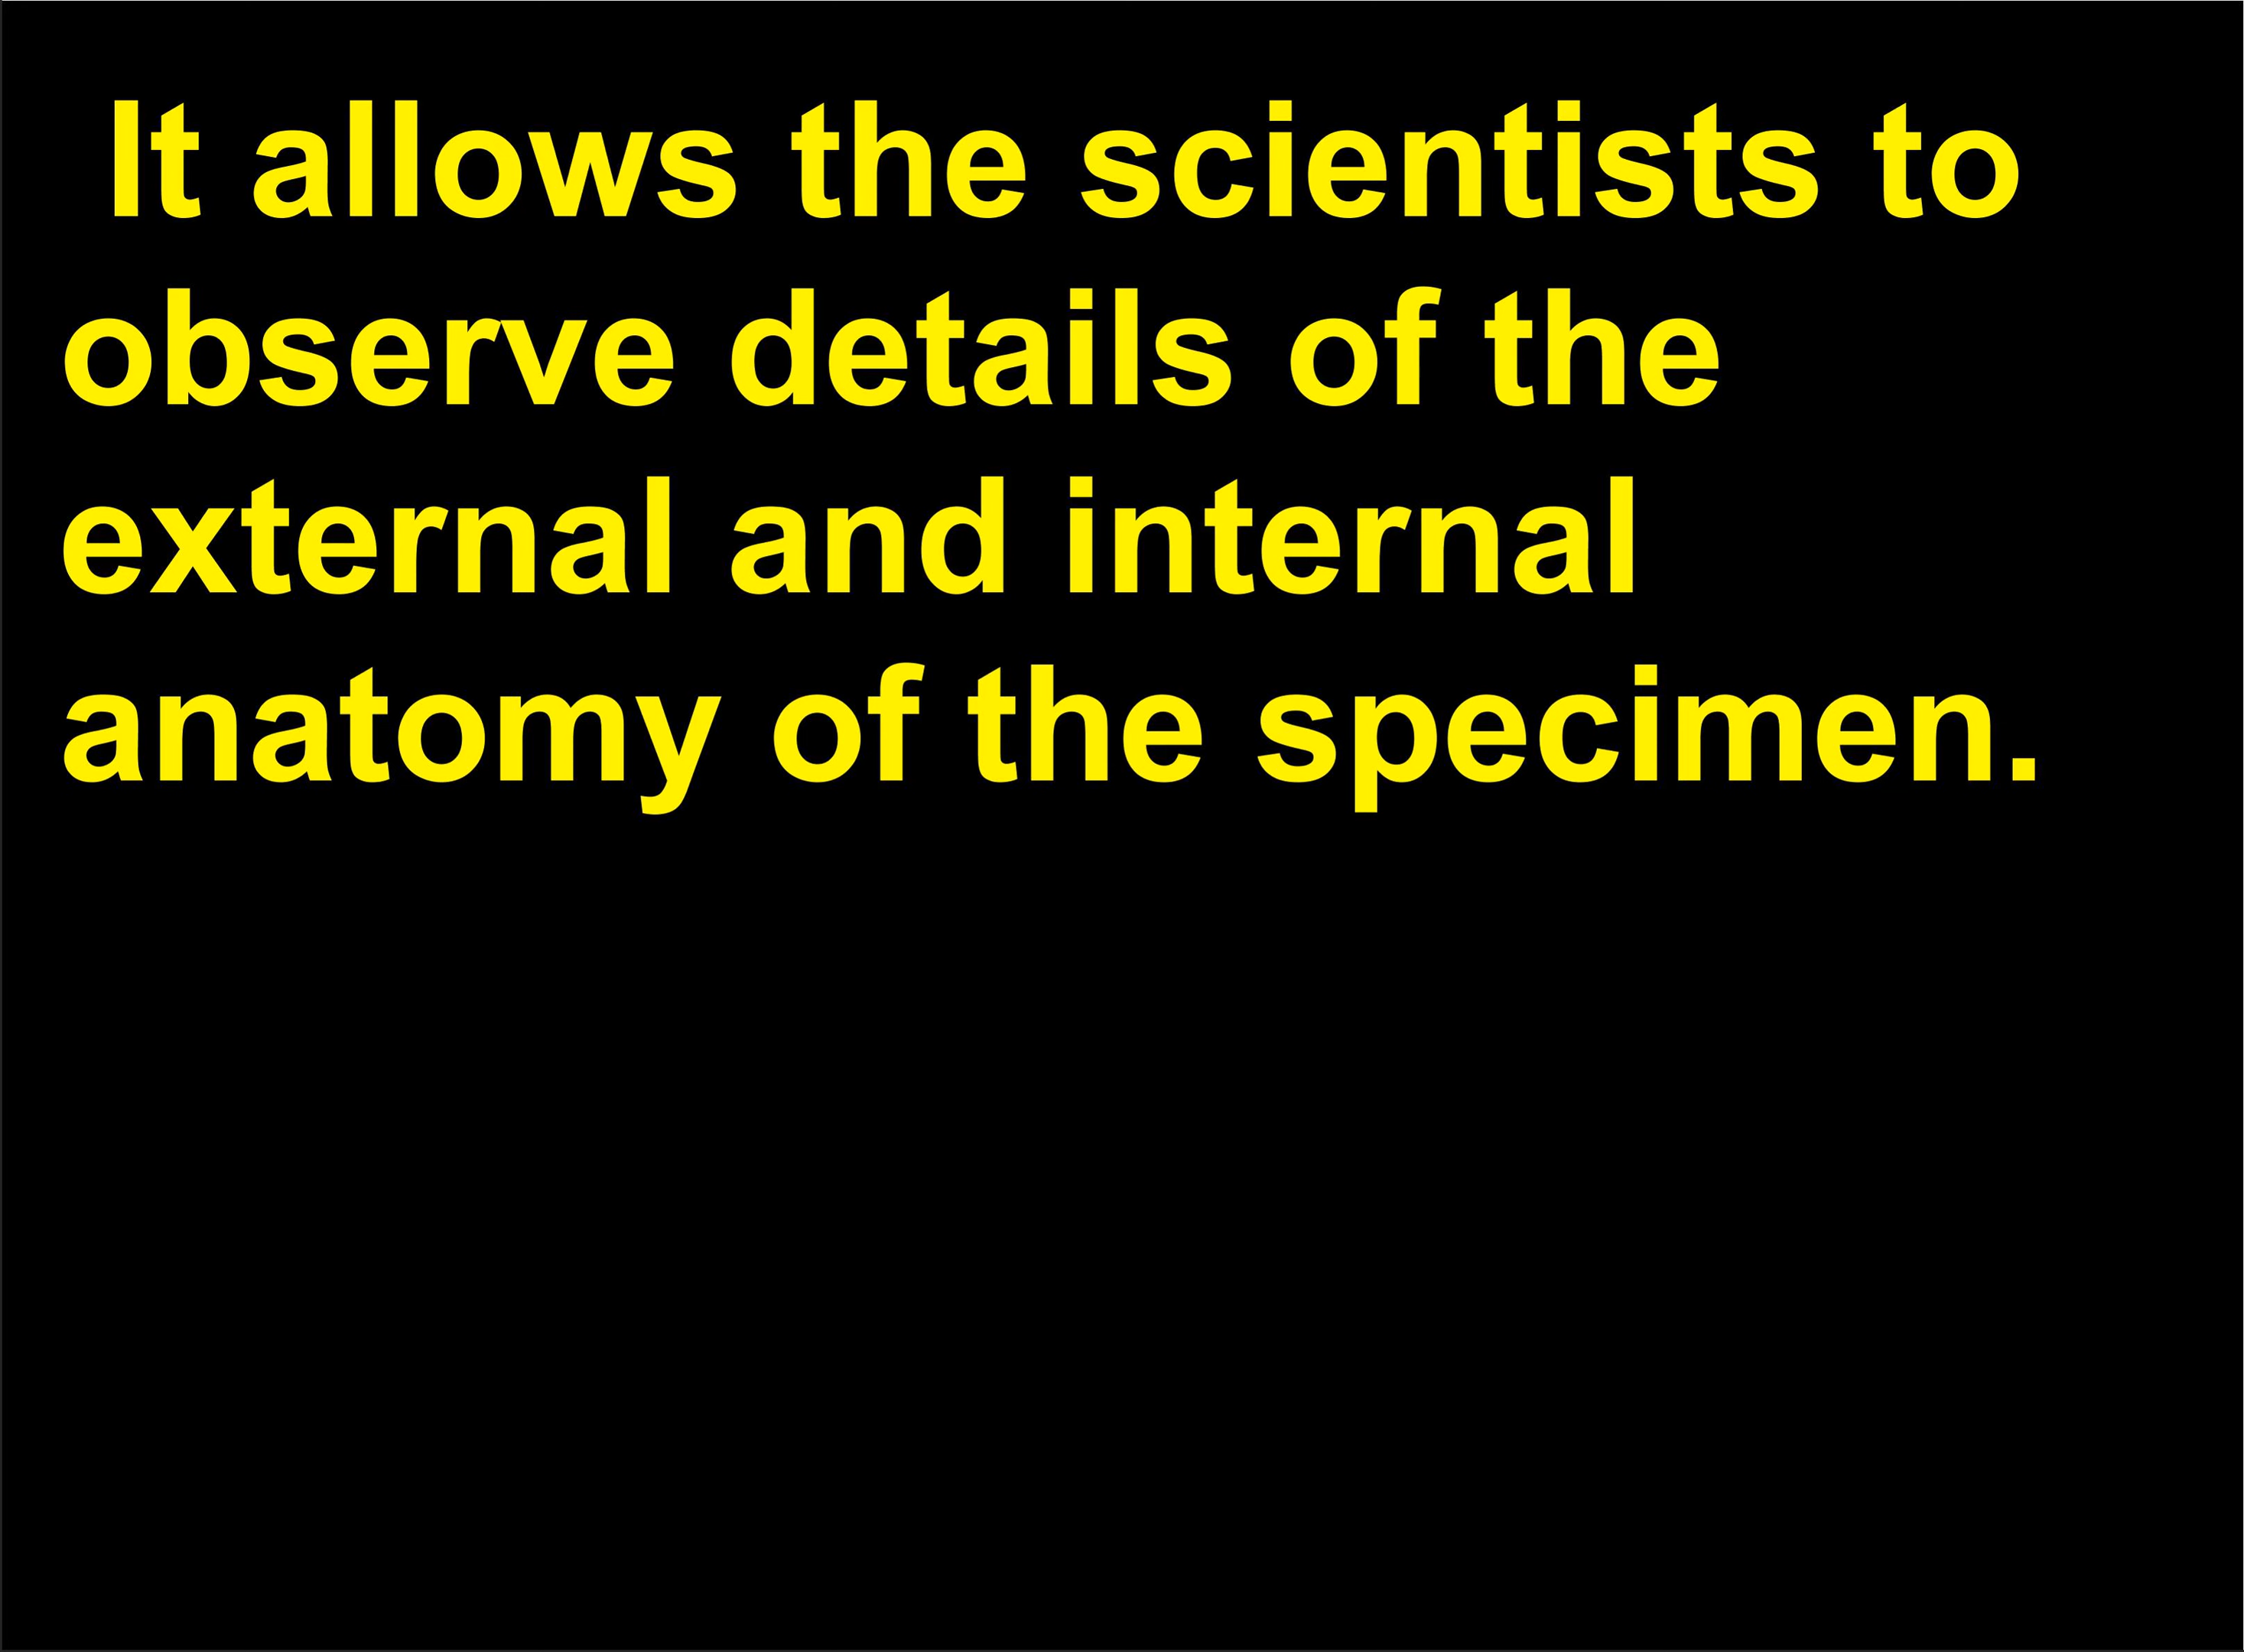 It allows the scientists to
observe details of the
external and internal
anatomy of the specimen.